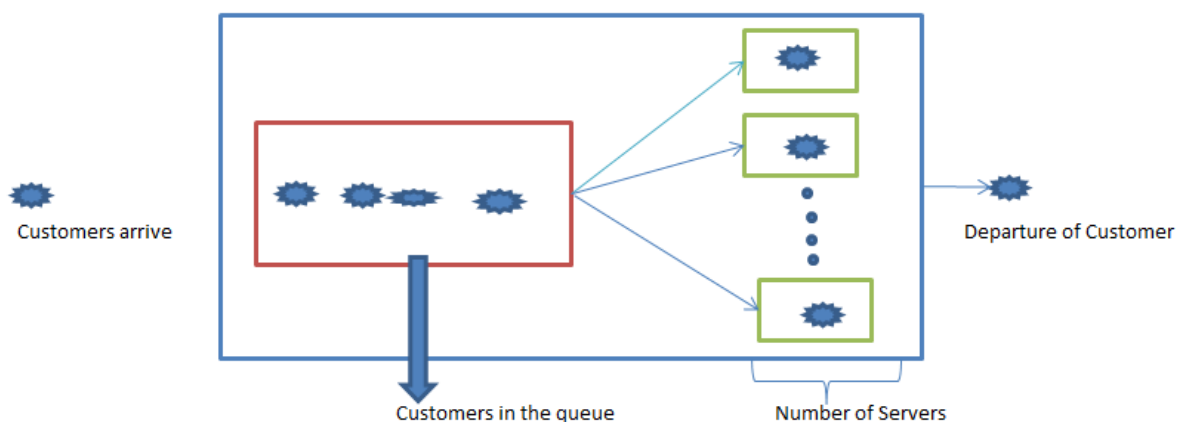 Customers arrive
Departure of Customer
Customers in the queue
Number of Servers